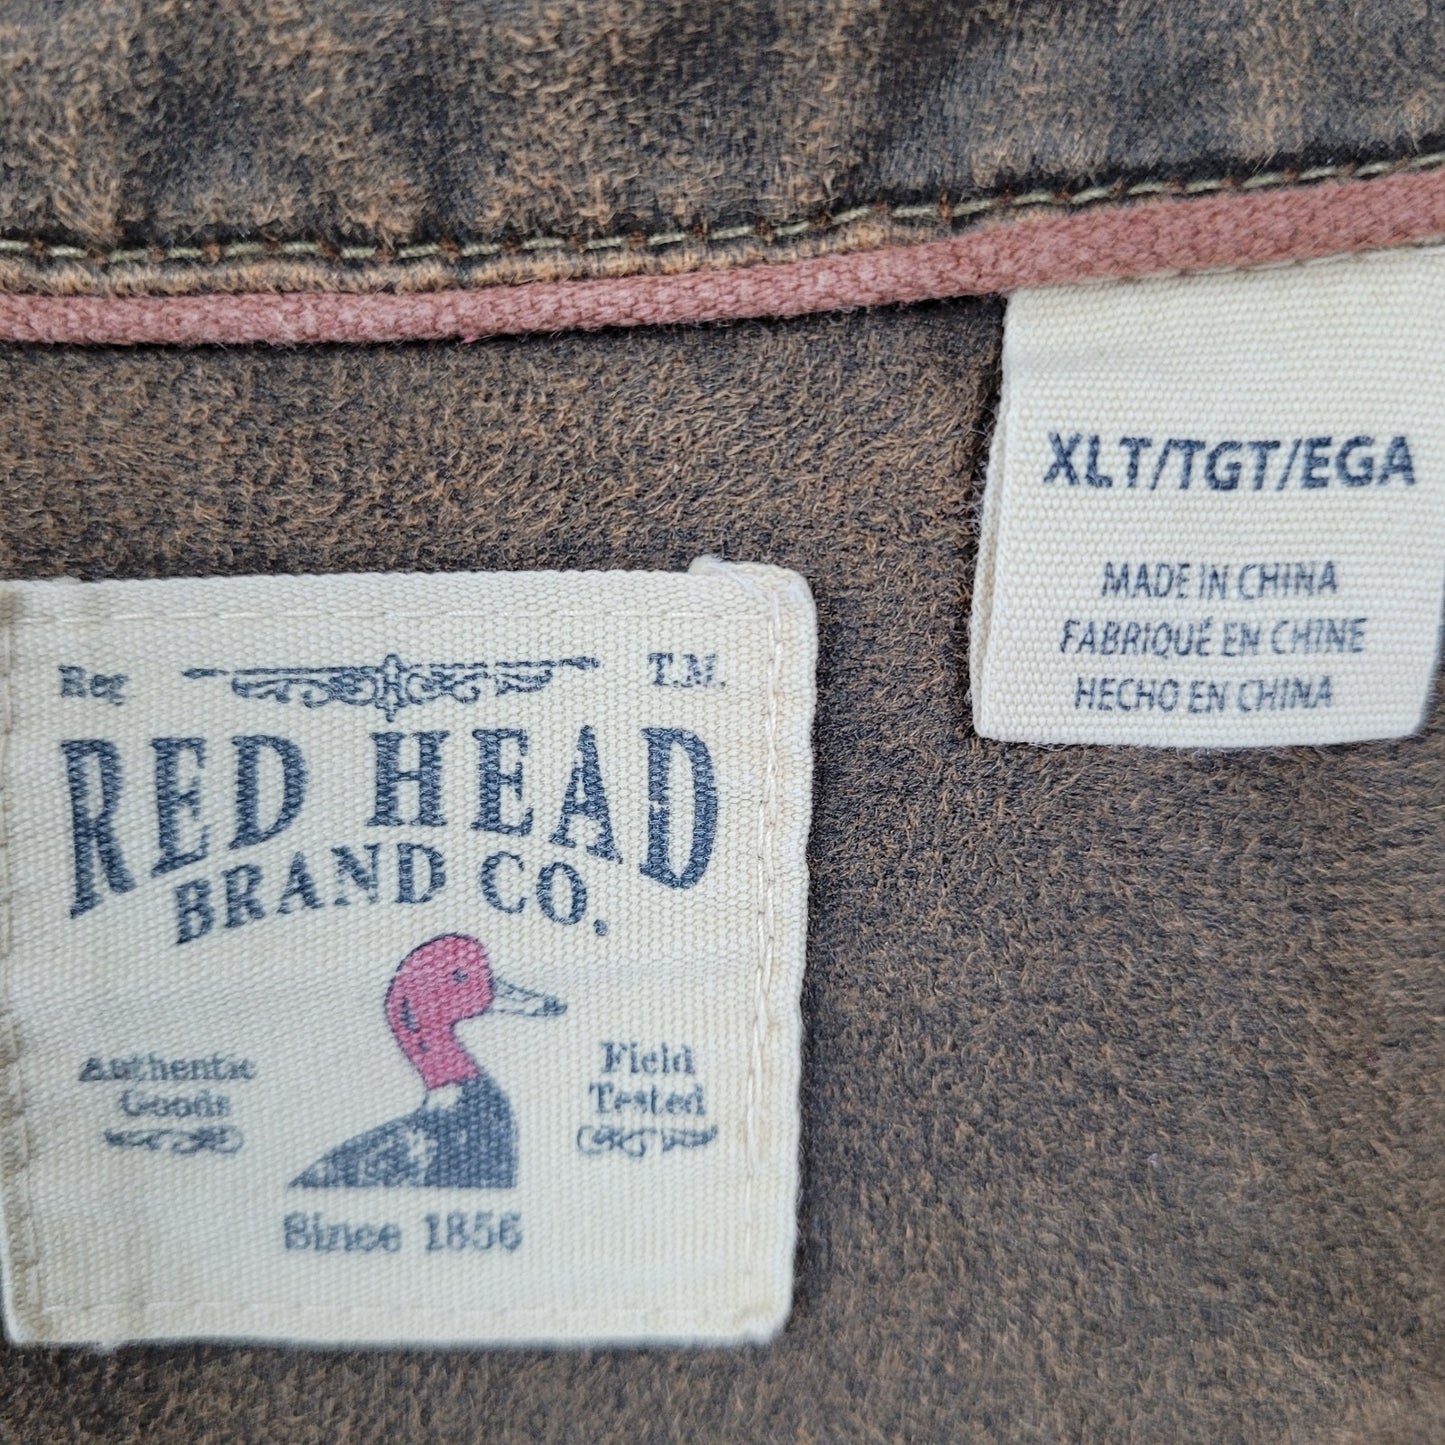 Reg T.M.
RED HEAD
BRAND CO.
Authentic
Goods
Field
Tested
Since 1856
XLT/TGT/EGA
MADE IN CHINA
FABRIQUÉ EN CHINE
HECHO EN CHINA